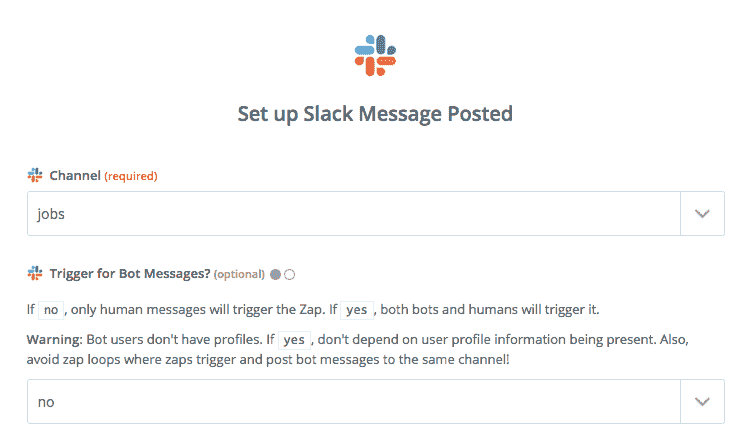 Set up Slack Message Posted
Channel (required)
jobs
Trigger for Bot Messages? (optional)
If no , only human messages will trigger the Zap. If yes , both bots and humans will trigger it.
Warning: Bot users don't have profiles. If yes , don't depend on user profile information being present. Also,
avoid zap loops where zaps trigger and post bot messages to the same channel!
no